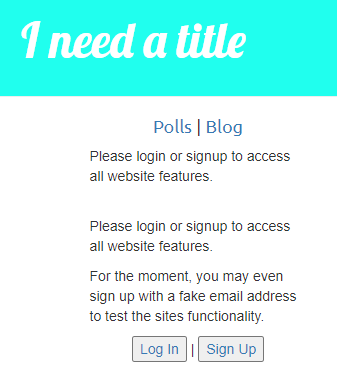 I need a title
Polls | Blog
Please login or signup to access
all website features.
Please login or signup to access
all website features.
For the moment, you may even
sign up with a fake email address
to test the sites functionality.
Log In | Sign Up